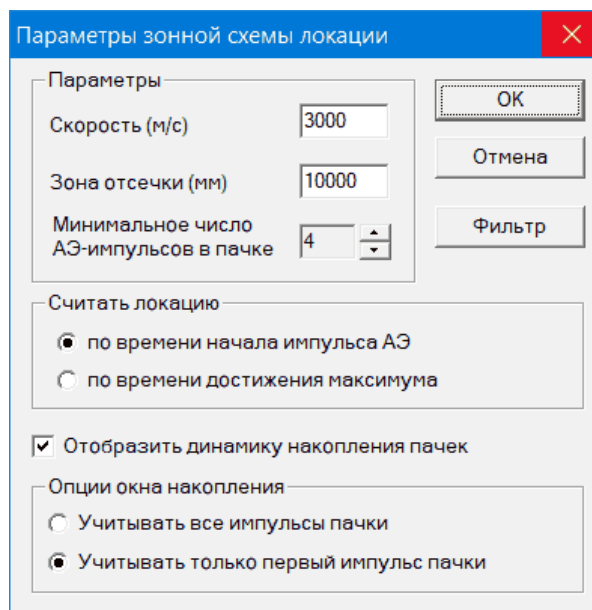 Параметры зонной схемы локации
Параметры
Скорость (м/с)
3000
Зона отсечки (мм)
10000
Минимальное число
АЭ-импульсов в пачке
4
OK
Отмена
Фильтр
Считать локацию
по времени начала импульса АЭ
по времени достижения максимума
Отобразить динамику накопления пачек
Опции окна накопления
Учитывать все импульсы пачки
Учитывать только первый импульс пачки